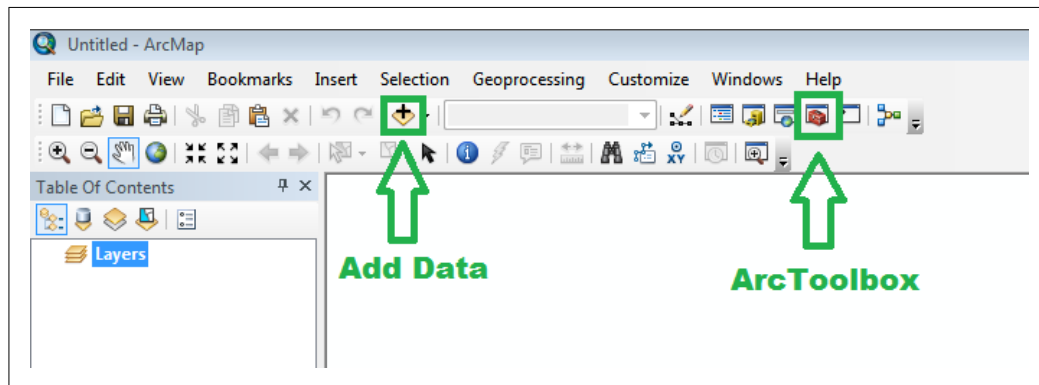 Untitled - ArcMap
File Edit View Bookmarks Insert Selection Geoprocessing Customize Windows Help
XY
Table Of Contents
Layers
Add Data
ArcToolbox